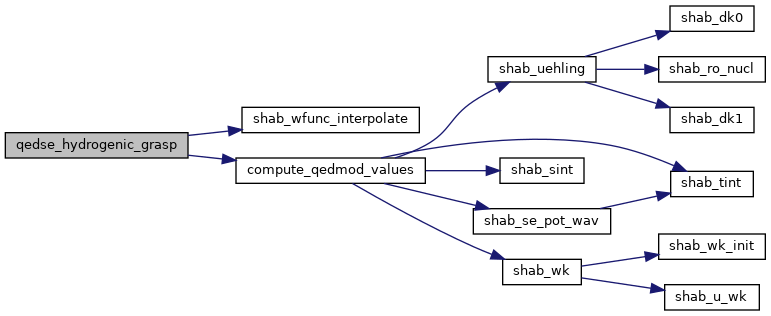 shab_dk0
shab_uehling
shab_ro_nucl
shab_wfunc_interpolate
shab_dk1
qedse_hydrogenic_grasp
compute_qedmod_values
shab_sint
shab_tint
shab_se_pot_wav
shab_wk_init
shab_wk
shab_u_wk